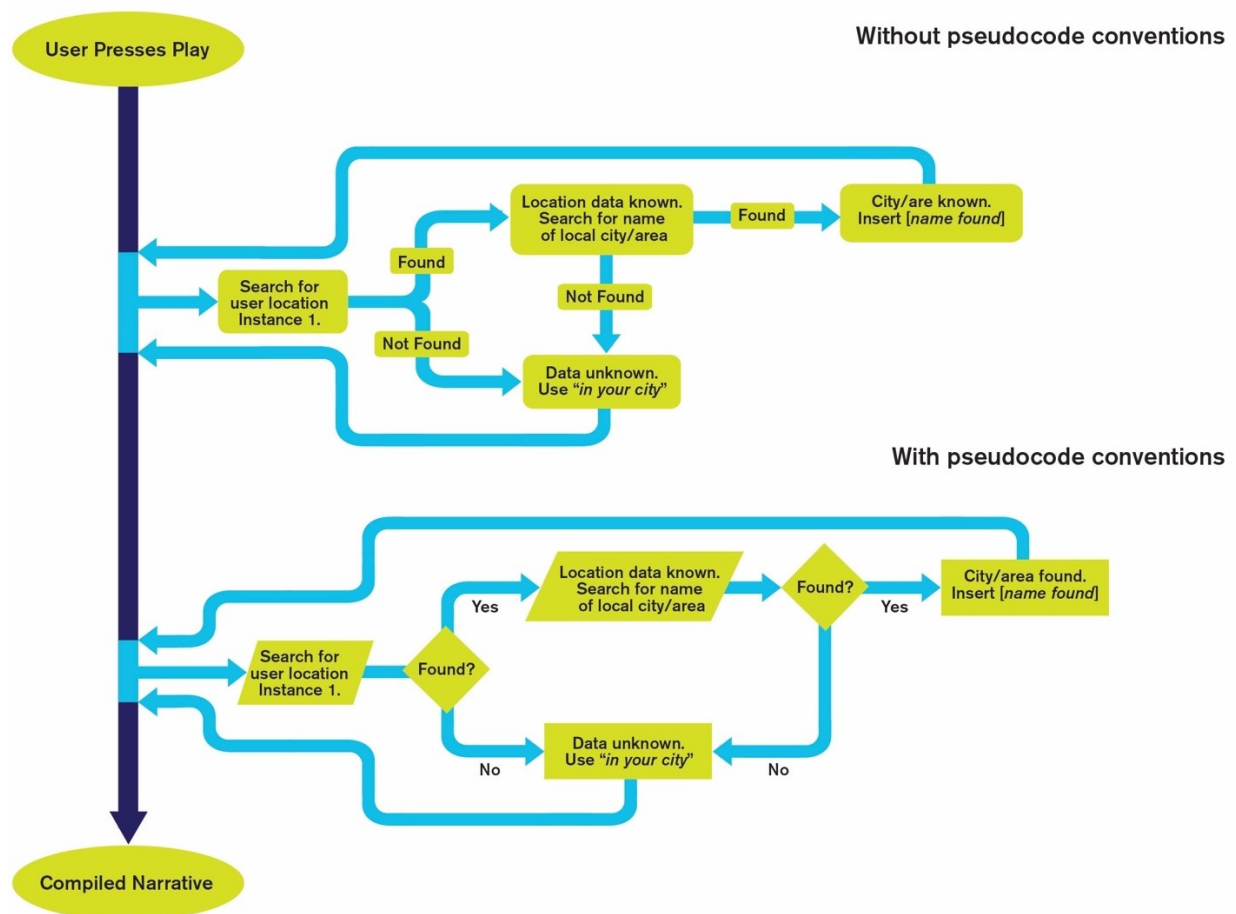 User Presses Play
Without pseudocode conventions
Location data known.
Search for name
of local city/area
Found
City/are known.
Insert [name found]
Found
Search for
user location
Instance 1.
Not Found
Not Found
Data unknown.
Use “in your city”
With pseudocode conventions
Location data known.
Search for name
of local city/area
Found?
Yes
City/area found.
Insert [name found]
Yes
Search for
user location
Instance 1.
Found?
Data unknown.
Use “in your city”
No
No
Compiled Narrative